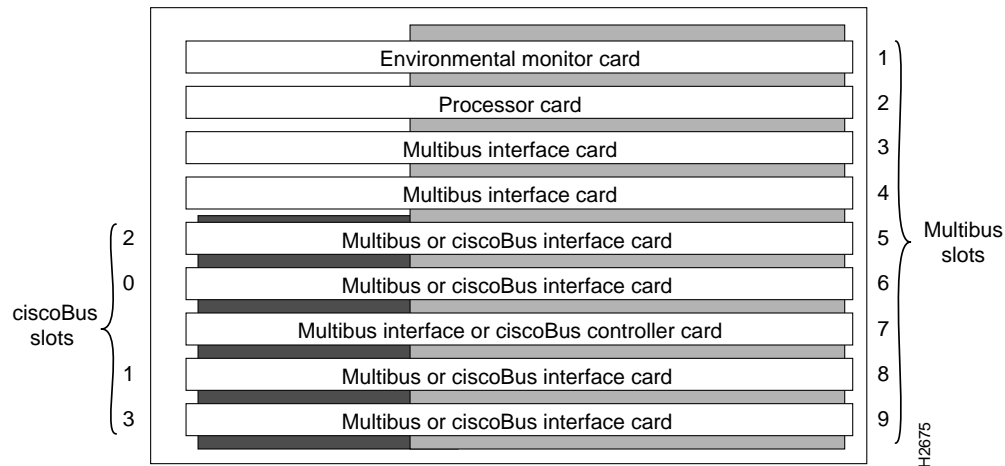 Environmental monitor card 1
Processor card 2
Multibus interface card 3
Multibus interface card 4
2 Multibus or ciscoBus interface card 5
0 Multibus or ciscoBus interface card 6
Multibus interface or ciscoBus controller card 7
1 Multibus or ciscoBus interface card 8
3 Multibus or ciscoBus interface card 9
ciscoBus
slots
Multibus
slots
H2675